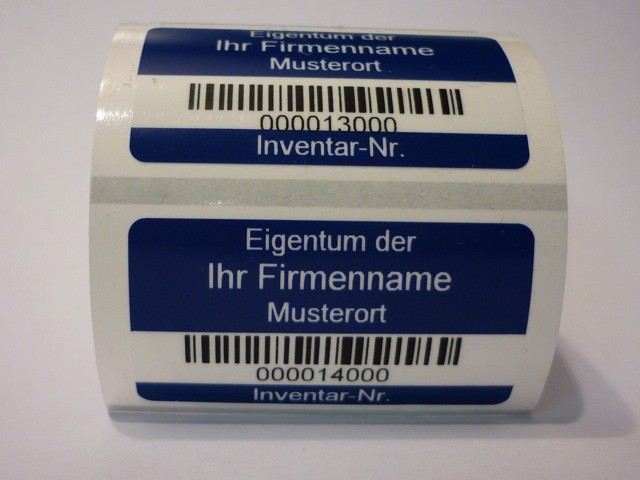 Eigentum der
Ihr Firmenname
Musterort
000013000
Inventar-Nr.
Eigentum der
Ihr Firmenname
Musterort
000014000
Inventar-Nr.